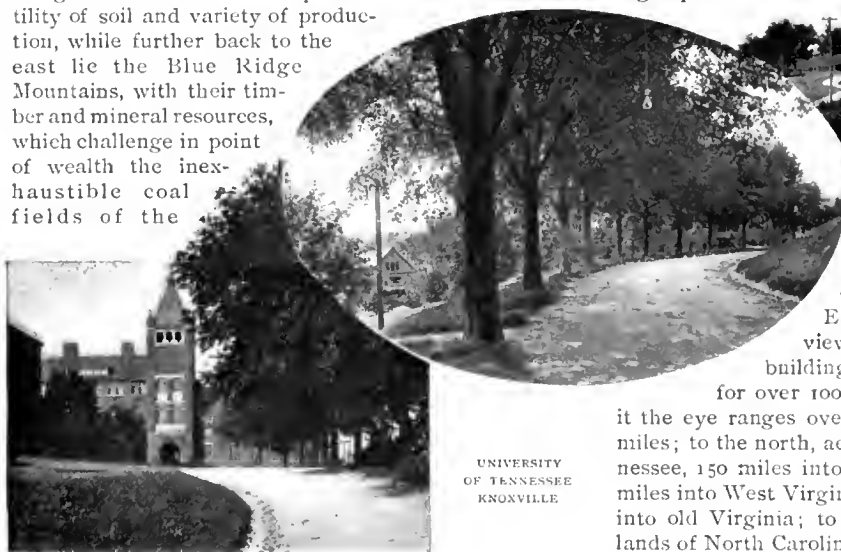 tility of soil and variety of produc-
tion, while further back to the
east lie the Blue Ridge
Mountains, with their tim-
ber and mineral resources,
which challenge in point
of wealth the inex-
haustible coal
fields of the
UNIVERSITY
OF TENNESSEE
KNOXVILLE
E
view
building
for over 100
it the eye ranges ove
miles; to the north, ac
nessee, 150 miles into
miles into West Virgin
into old Virginia; to
lands of North Carolin